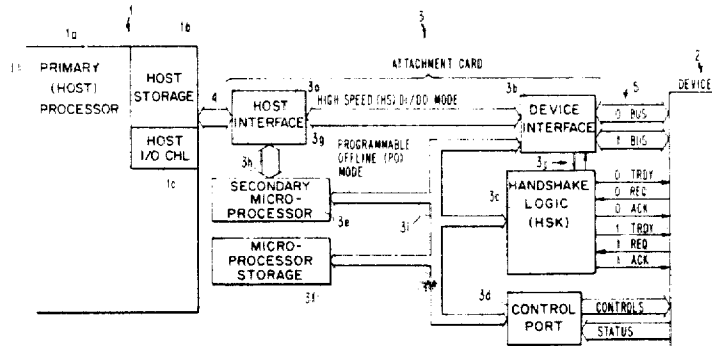 1
3
2
1a
1b
PRIMARY (HOST) PROCESSOR
HOST STORAGE
HOST I/O CHL
1c
4
ATTACHMENT CARD
3a
HOST INTERFACE
HIGH SPEED (HS) DI/DO MODE
3g
3b
DEVICE INTERFACE
5
DEVICE
0 BUS
1 BUS
3h
PROGRAMMABLE OFFLINE (PO) MODE
SECONDARY MICRO-PROCESSOR
3e
3i
MICRO-PROCESSOR STORAGE
3f
3c
HANDSHAKE LOGIC (HSK)
0 TRDY
0 REQ
0 ACK
1 TRDY
1 REQ
1 ACK
3d
CONTROL PORT
CONTROLS
STATUS